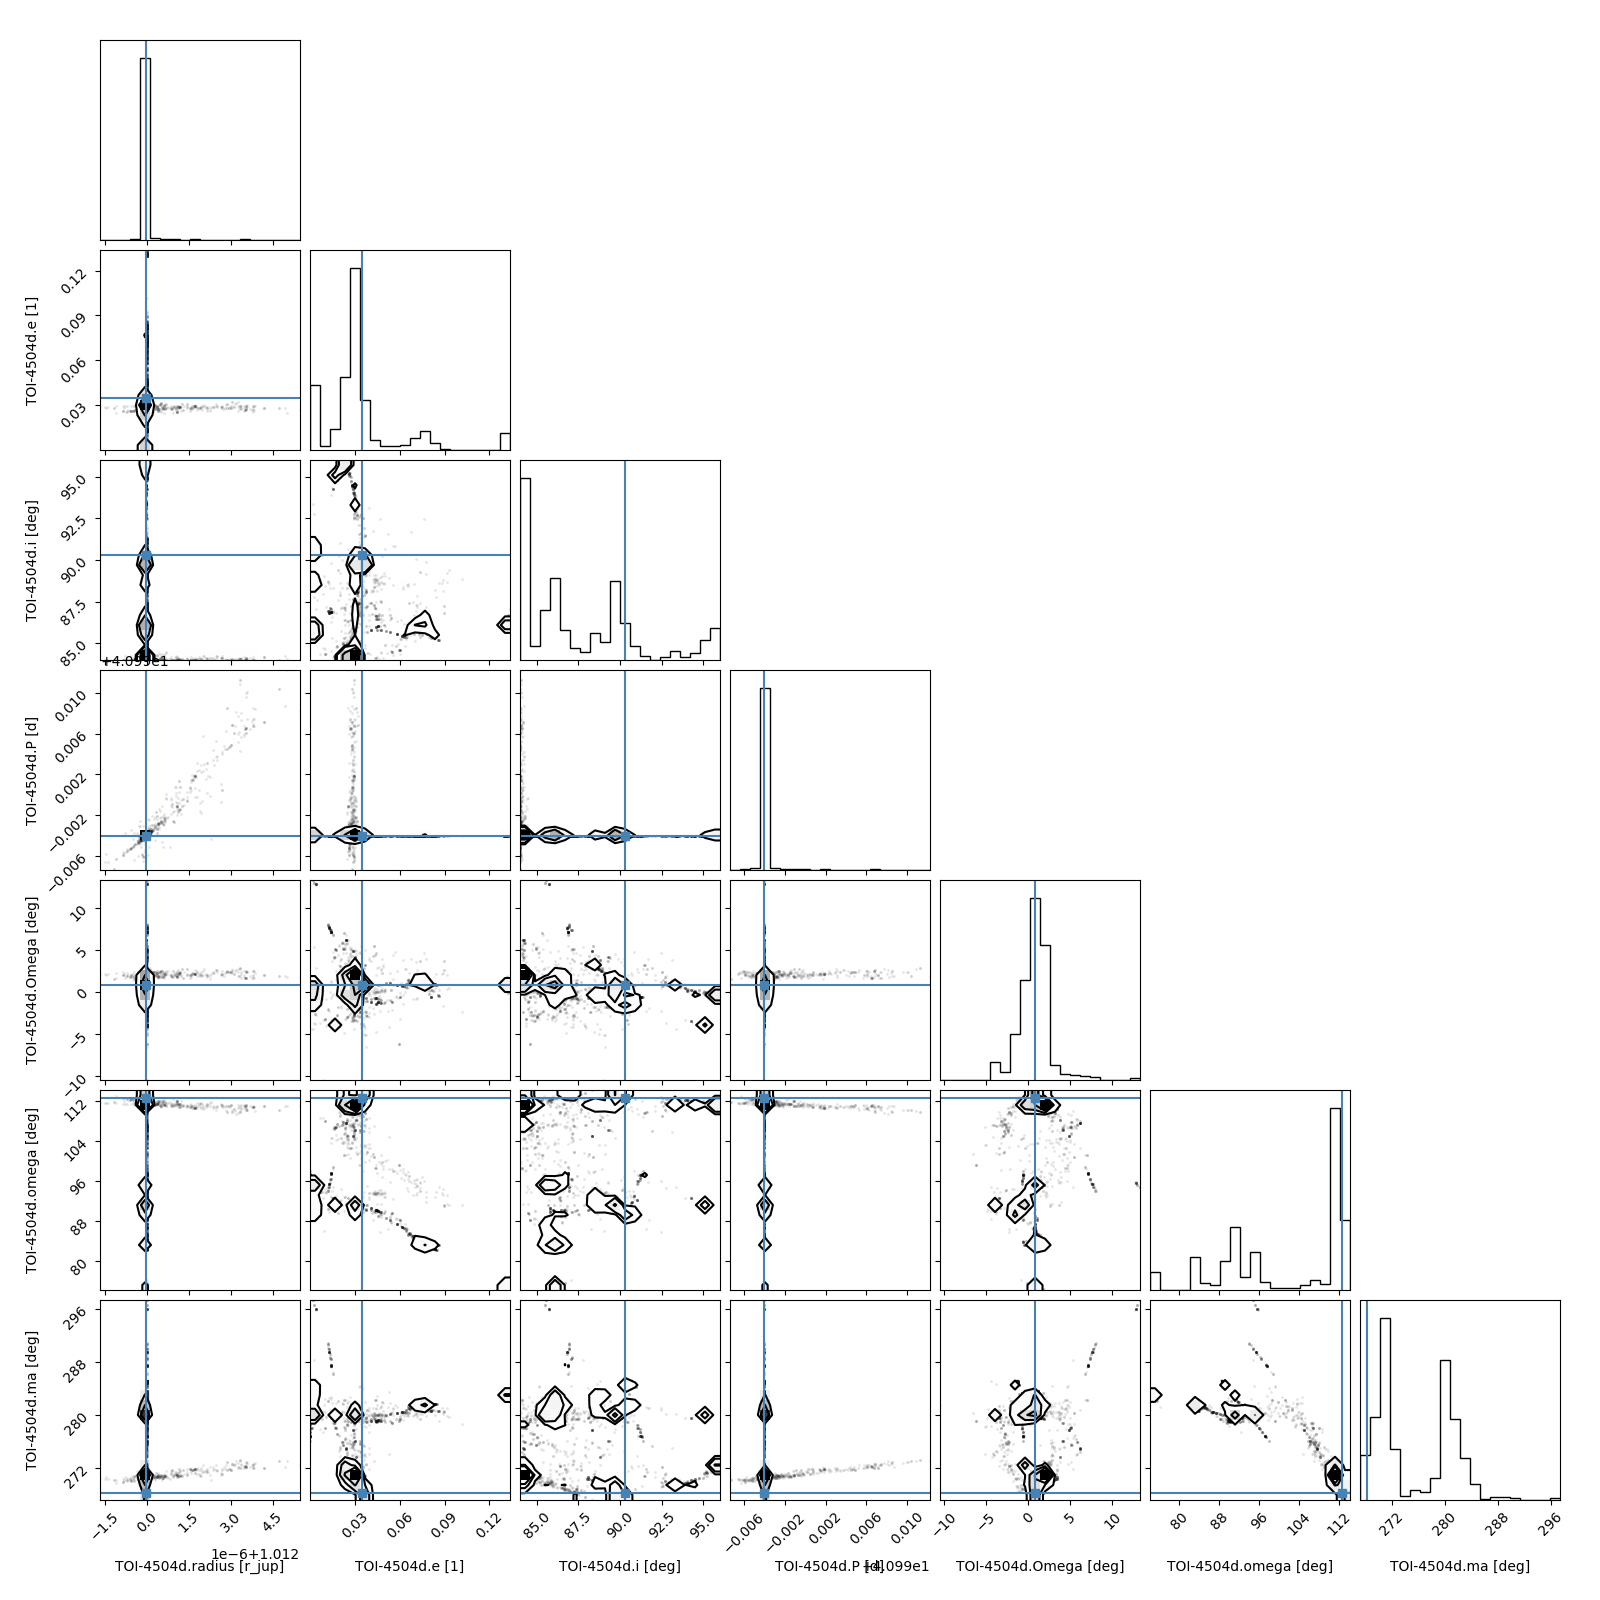 TOI-4504d.e [1]
0.12
0.09
0.06
0.03
TOI-4504d.i [deg]
95.0
92.5
90.0
87.5
85.0
TOI-4504d.P [d]
0.010
0.006
0.002
−0.002
−0.006
TOI-4504d.Omega [deg]
10
5
0
−5
−10
TOI-4504d.omega [deg]
112
104
96
88
80
TOI-4504d.ma [deg]
296
288
280
272
−1.5 0.0 1.5 3.0 4.5
0.03 0.06 0.09 0.12
85.0 87.5 90.0 92.5 95.0
−0.006 −0.002 0.002 0.006 0.010
−10 −5 0 5 10
80 88 96 104 112
272 280 288 296
1e−6+1.012
TOI-4504d.radius [r_jup]
TOI-4504d.e [1]
TOI-4504d.i [deg]
TOI-4504d.P [d]
+4.099e1
TOI-4504d.Omega [deg]
TOI-4504d.omega [deg]
TOI-4504d.ma [deg]